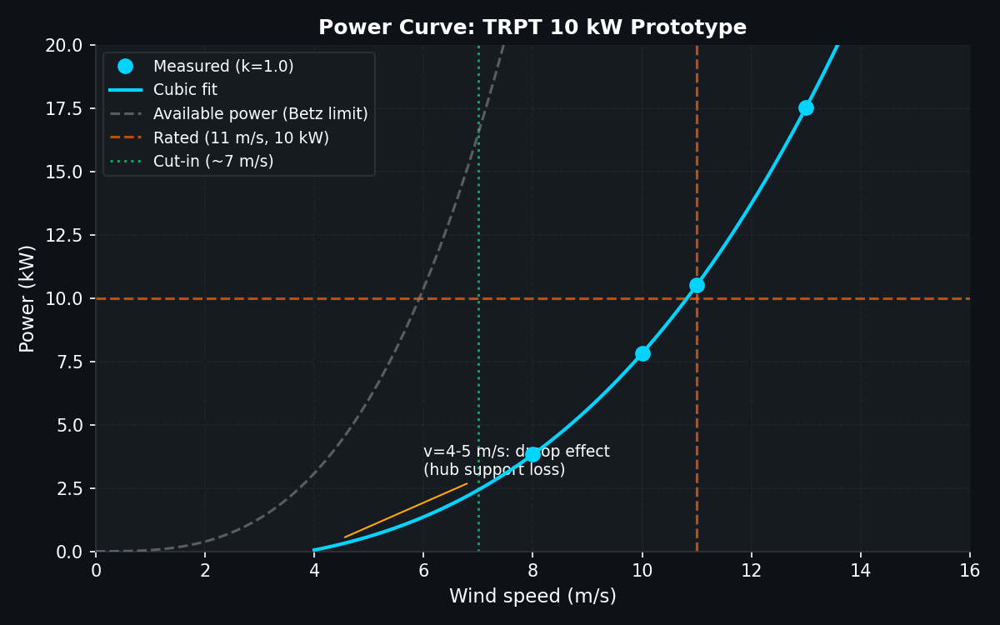 Power Curve: TRPT 10 kW Prototype
Measured (k=1.0)
Cubic fit
Available power (Betz limit)
Rated (11 m/s, 10 kW)
Cut-in (~7 m/s)
Power (kW)
20.0
17.5
15.0
12.5
10.0
7.5
5.0
2.5
0.0
v=4-5 m/s: droop effect
(hub support loss)
0 2 4 6 8 10 12 14 16
Wind speed (m/s)